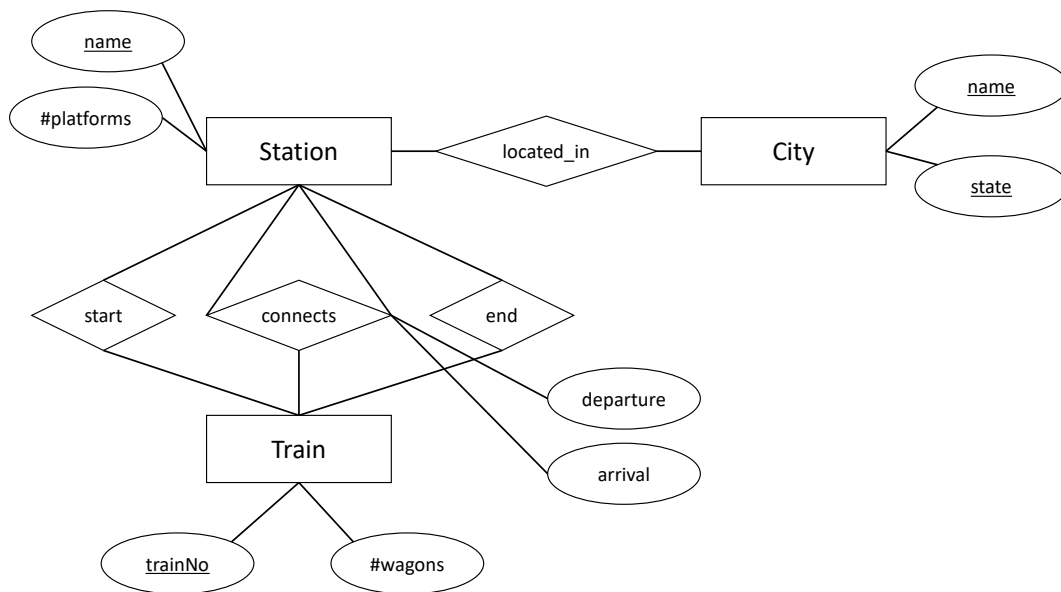 name
#platforms
Station
located_in
City
name
state
start
connects
end
departure
arrival
Train
trainNo
#wagons